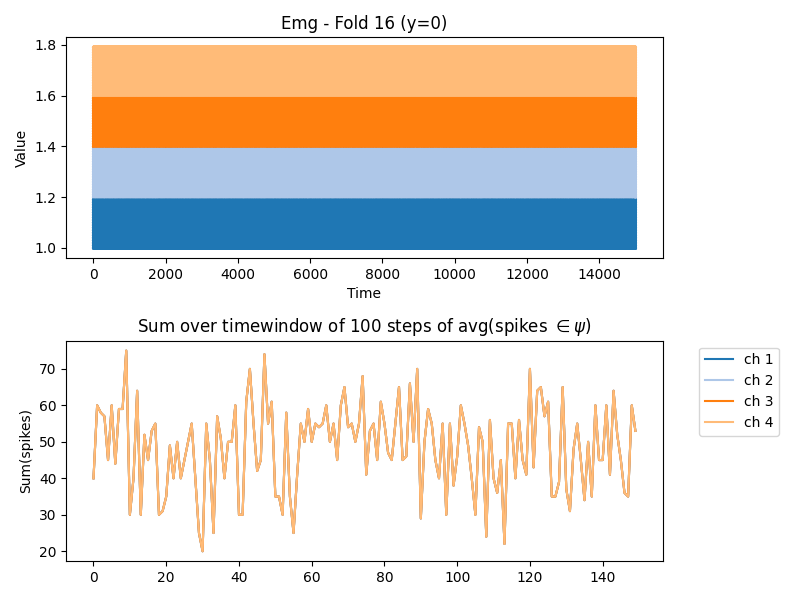 Emg - Fold 16 (y=0)
1.8
1.6
1.4
1.2
1.0
Value
0 2000 4000 6000 8000 10000 12000 14000
Time
Sum over timewindow of 100 steps of avg(spikes ∈ ψ)
70
60
50
40
30
20
Sum(spikes)
0 20 40 60 80 100 120 140
ch 1
ch 2
ch 3
ch 4